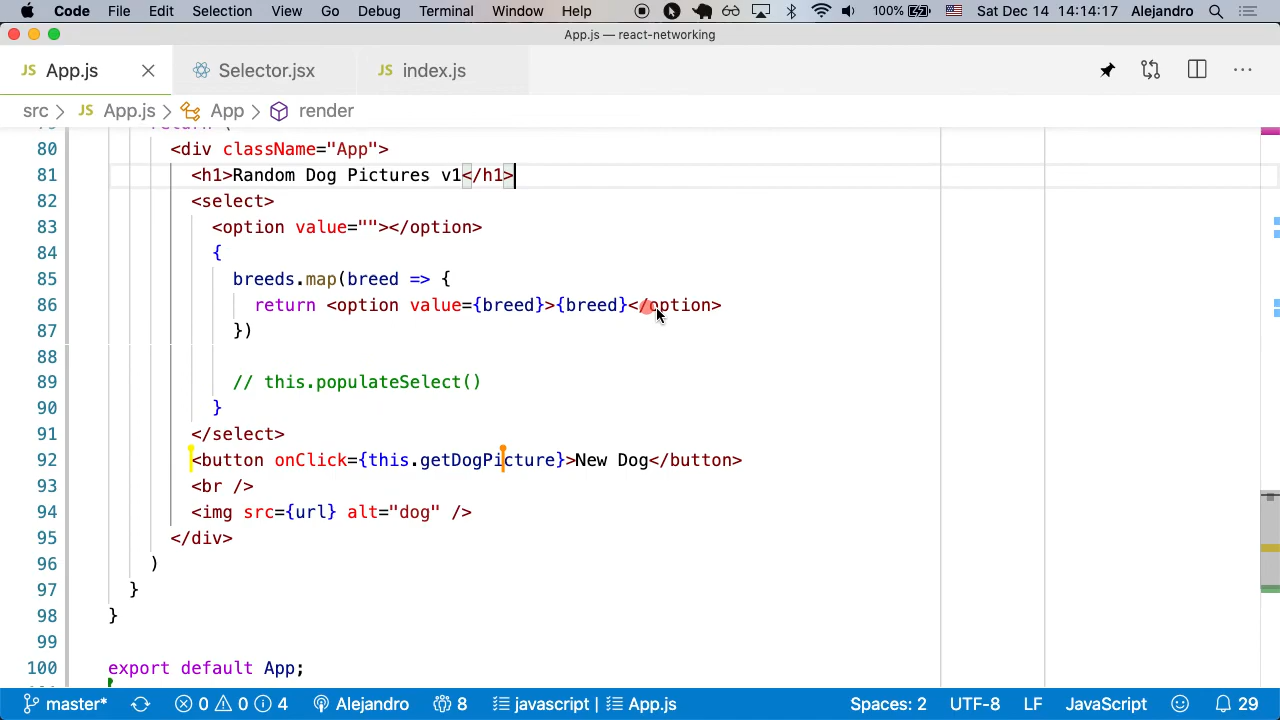 Code File Edit Selection View Go Debug Terminal Window Help 100% Sat Dec 14 14:14:17 Alejandro
App.js — react-networking
JS App.js Selector.jsx JS index.js
src > JS App.js > App > render
80 <div className="App">
81 <h1>Random Dog Pictures v1</h1>
82 <select>
83 <option value=""></option>
84 {
85 breeds.map(breed => {
86 return <option value={breed}>{breed}</option>
87 })
88
89 // this.populateSelect()
90 }
91 </select>
92 <button onClick={this.getDogPicture}>New Dog</button>
93 <br />
94 <img src={url} alt="dog" />
95 </div>
96 )
97 }
98 }
99
100 export default App;
master* 0 0 4 Alejandro 8 javascript | App.js Spaces: 2 UTF-8 LF JavaScript 29